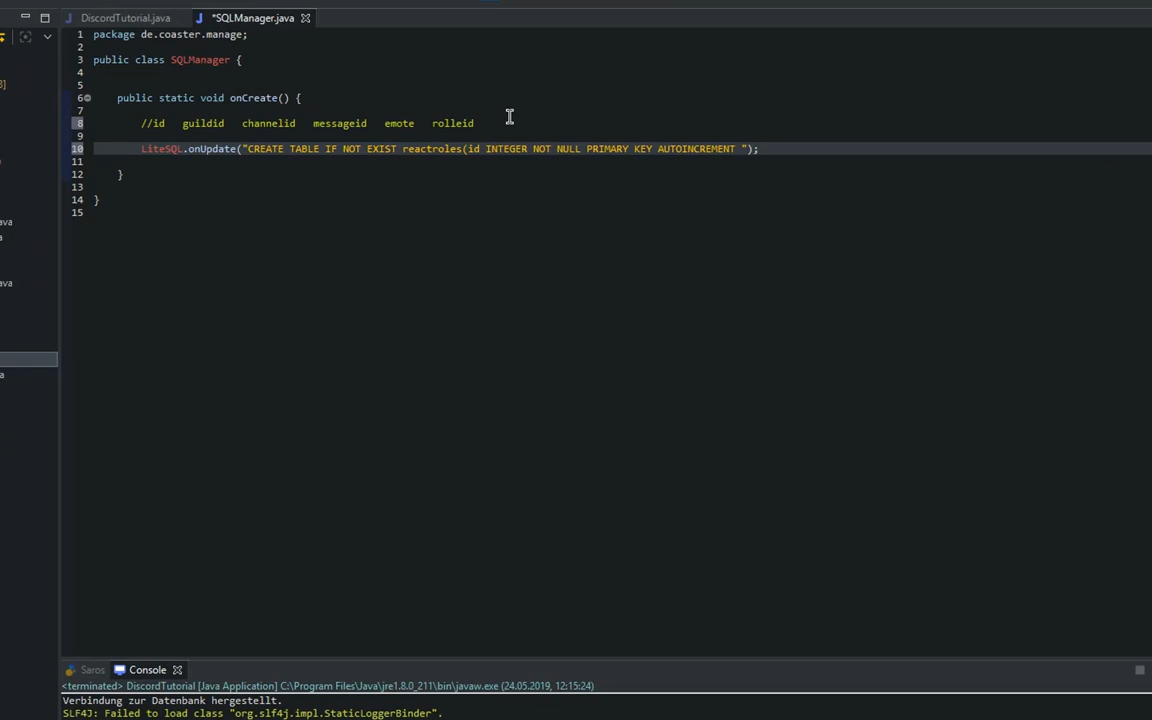 DiscordTutorial.java
*SQLManager.java
1 package de.coaster.manage;
2
3 public class SQLManager {
4
5
6 public static void onCreate() {
7
8 //id guildid channelid messageid emote rolleid
9
10 LiteSQL.onUpdate("CREATE TABLE IF NOT EXIST reactroles(id INTEGER NOT NULL PRIMARY KEY AUTOINCREMENT ");
11
12 }
13
14 }
15
ava
ava
Saros
Console
<terminated> DiscordTutorial [Java Application] C:\Program Files\Java\jre1.8.0_211\bin\javaw.exe (24.05.2019, 12:15:24)
Verbindung zur Datenbank hergestellt.
SLF4J: Failed to load class "org.slf4j.impl.StaticLoggerBinder".